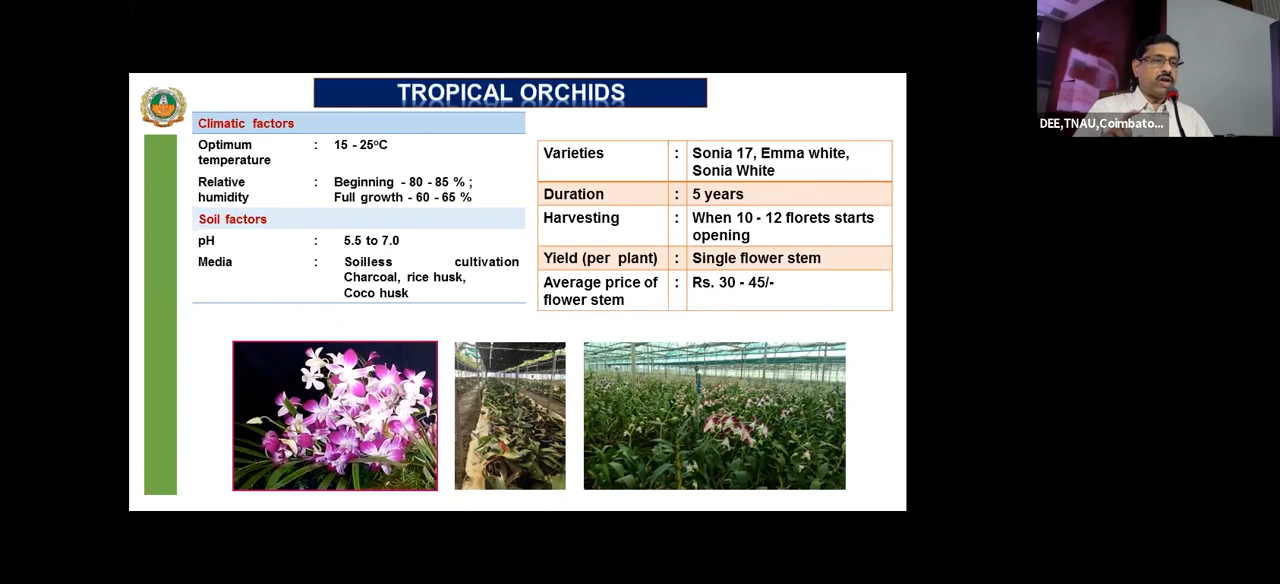 TROPICAL ORCHIDS
Climatic factors
Optimum temperature : 15 - 25ºC
Relative humidity : Beginning - 80 - 85 % ;
Full growth - 60 - 65 %
Soil factors
pH : 5.5 to 7.0
Media : Soilless cultivation
Charcoal, rice husk,
Coco husk
Varieties : Sonia 17, Emma white,
Sonia White
Duration : 5 years
Harvesting : When 10 - 12 florets starts
opening
Yield (per plant) : Single flower stem
Average price of flower stem : Rs. 30 - 45/-
DEE,TNAU,Coimbato...